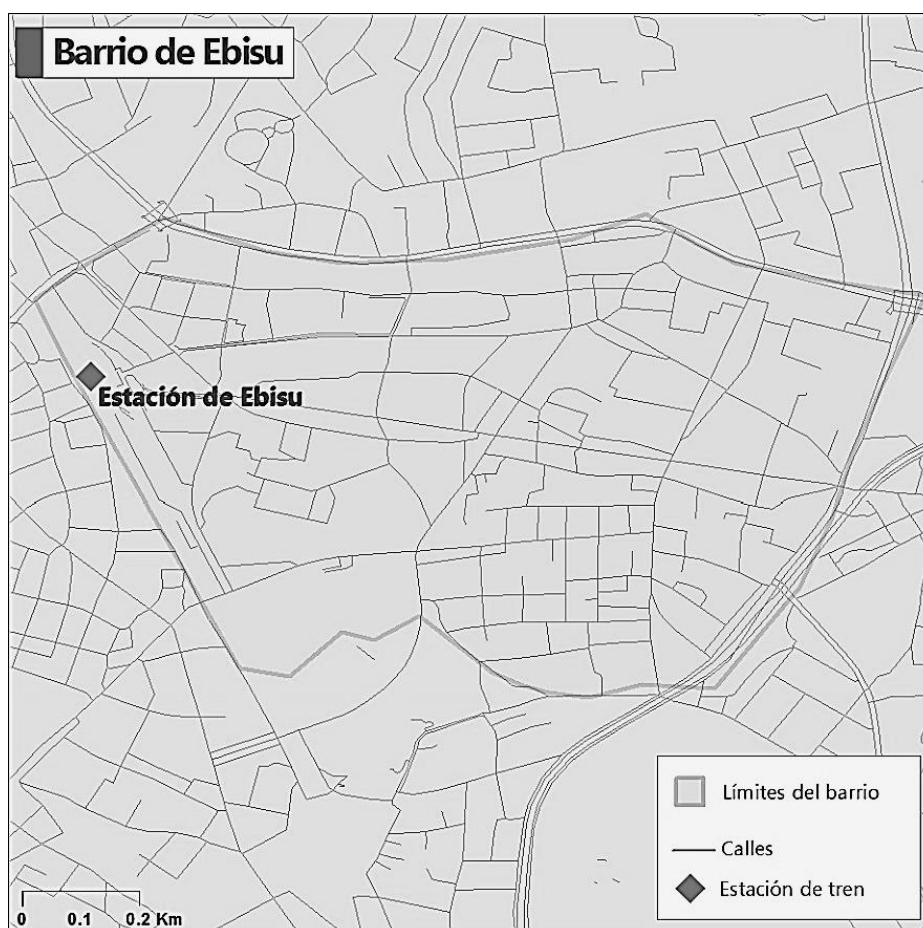 Barrio de Ebisu
Estación de Ebisu
Límites del barrio
Calles
Estación de tren
0 0.1 0.2 Km